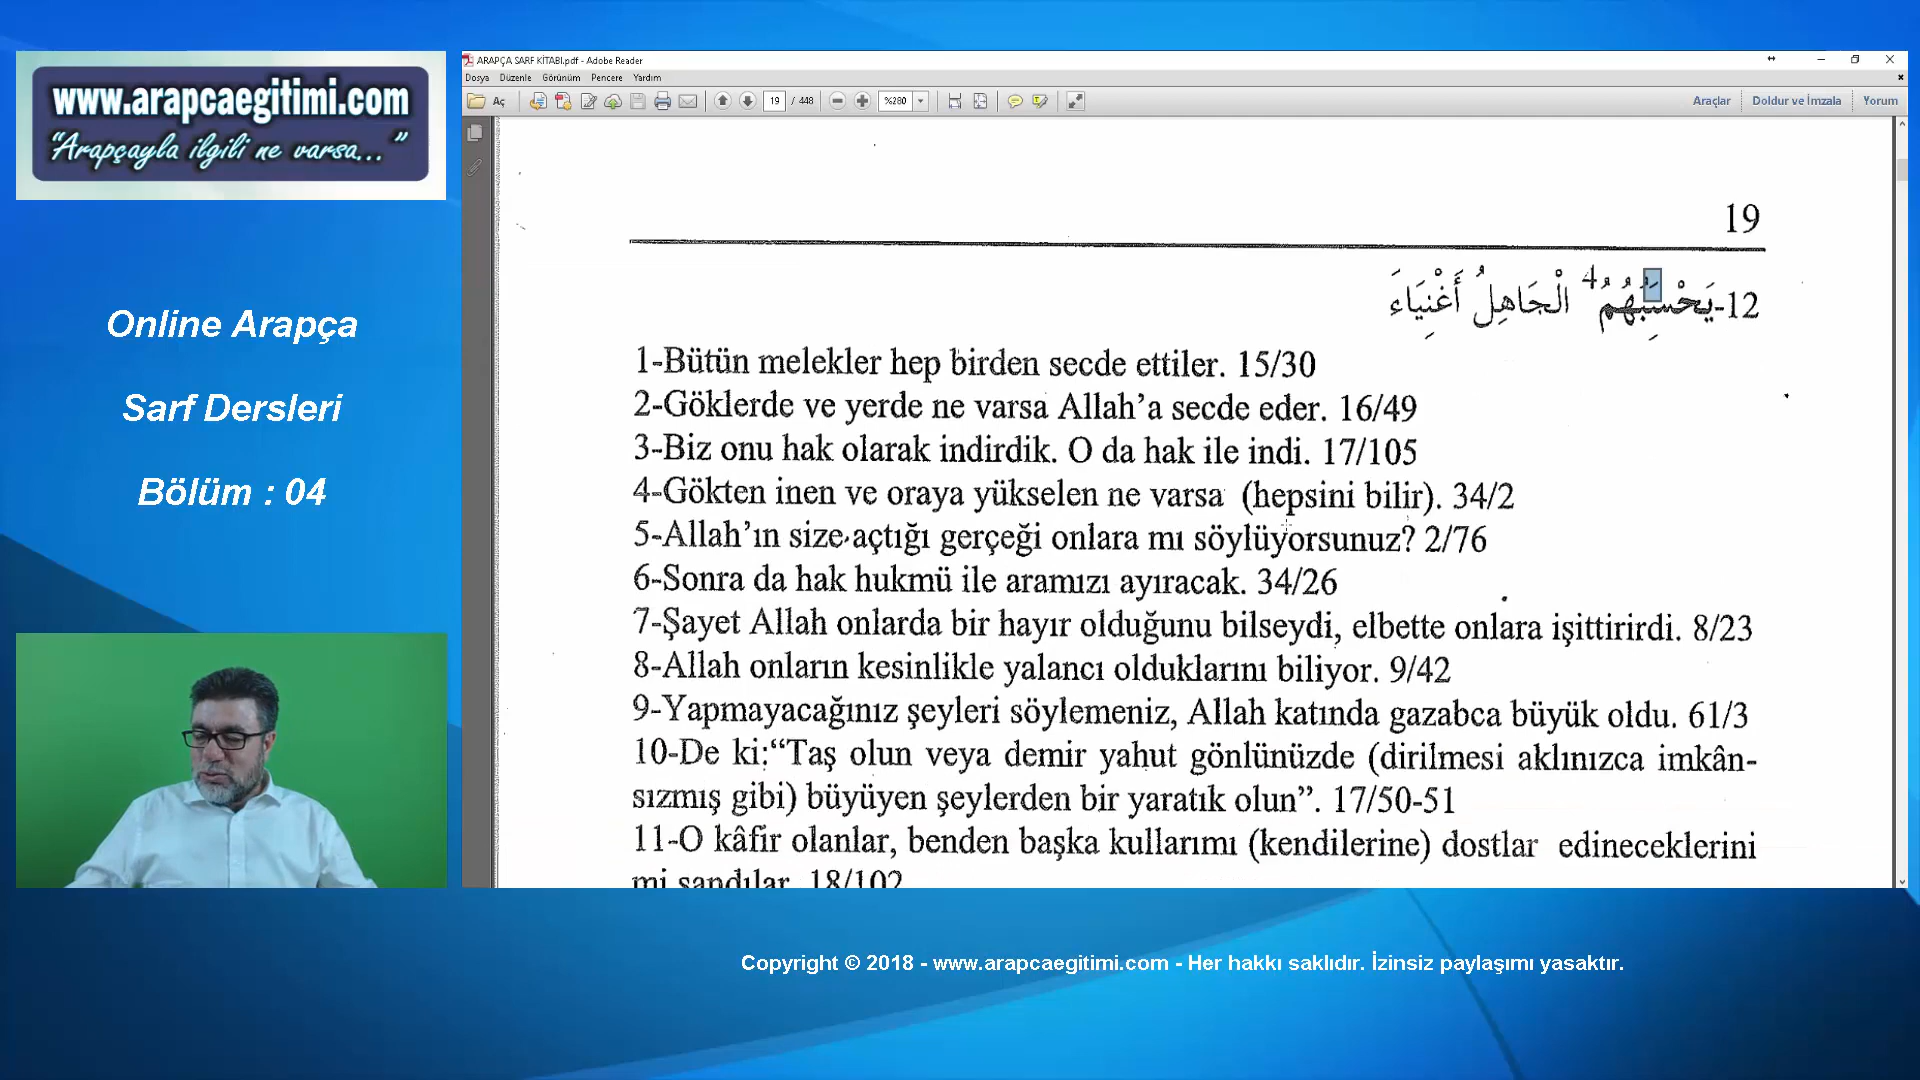 www.arapcaegitimi.com
“Arapçayla ilgili ne varsa...”
Online Arapça
Sarf Dersleri
Bölüm : 04
ARAPÇA SARF KİTABI.pdf - Adobe Reader
Dosya Düzenle Görünüm Pencere Yardım
Aç 19 / 448 %280 Araçlar Doldur ve İmzala Yorum
19
12-يَحْسَبُهُمُ 4 الْجَاهِلُ أَغْنِيَاءَ
1-Bütün melekler hep birden secde ettiler. 15/30
2-Göklerde ve yerde ne varsa Allah’a secde eder. 16/49
3-Biz onu hak olarak indirdik. O da hak ile indi. 17/105
4-Gökten inen ve oraya yükselen ne varsa (hepsini bilir). 34/2
5-Allah’ın size açtığı gerçeği onlara mı söylüyorsunuz? 2/76
6-Sonra da hak hukmü ile aramızı ayıracak. 34/26
7-Şayet Allah onlarda bir hayır olduğunu bilseydi, elbette onlara işittirirdi. 8/23
8-Allah onların kesinlikle yalancı olduklarını biliyor. 9/42
9-Yapmayacağınız şeyleri söylemeniz, Allah katında gazabca büyük oldu. 61/3
10-De ki:“Taş olun veya demir yahut gönlünüzde (dirilmesi aklınızca imkân-
sızmış gibi) büyüyen şeylerden bir yaratık olun”. 17/50-51
11-O kâfir olanlar, benden başka kullarımı (kendilerine) dostlar edineceklerini
mi sandılar. 18/102
Copyright © 2018 - www.arapcaegitimi.com - Her hakkı saklıdır. İzinsiz paylaşımı yasaktır.